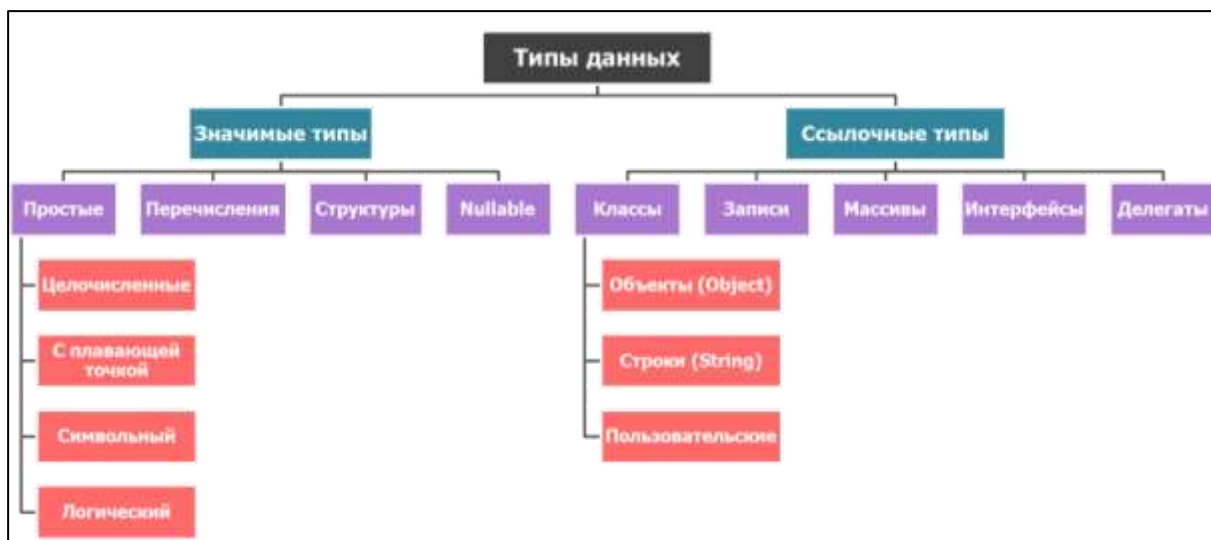 Типы данных
Значимые типы
Ссылочные типы
Простые
Перечисления
Структуры
Nullable
Классы
Записи
Массивы
Интерфейсы
Делегаты
Целочисленные
С плавающей
точкой
Символьный
Логический
Объекты (Object)
Строки (String)
Пользовательские